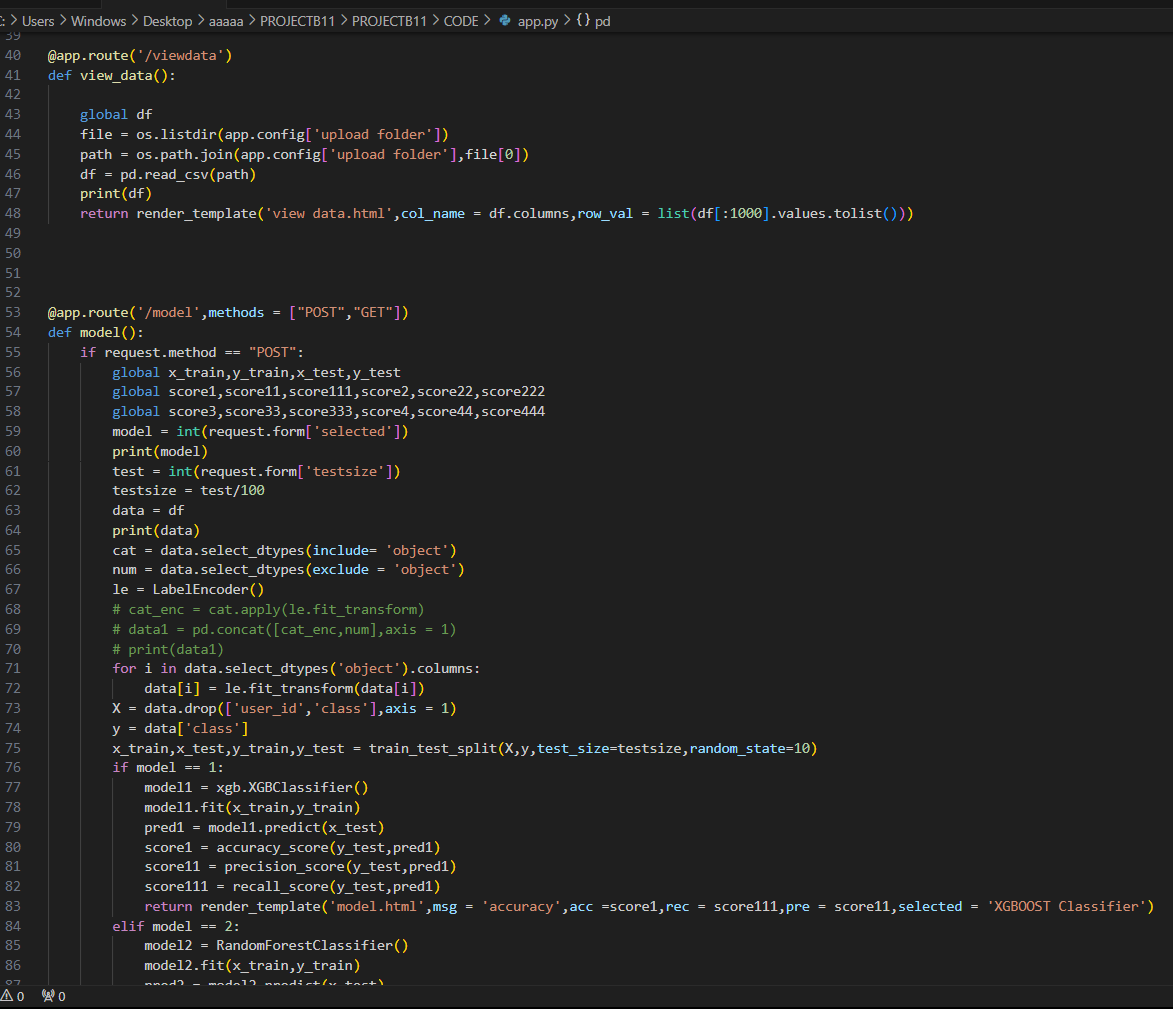 : > Users > Windows > Desktop > aaaaa > PROJECTB11 > PROJECTB11 > CODE > app.py > {} pd
39
40 @app.route('/viewdata')
41 def view_data():
42
43     global df
44     file = os.listdir(app.config['upload folder'])
45     path = os.path.join(app.config['upload folder'],file[0])
46     df = pd.read_csv(path)
47     print(df)
48     return render_template('view data.html',col_name = df.columns,row_val = list(df[:1000].values.tolist()))
49
50
51
52
53 @app.route('/model',methods = ["POST","GET"])
54 def model():
55     if request.method == "POST":
56         global x_train,y_train,x_test,y_test
57         global score1,score11,score111,score2,score22,score222
58         global score3,score33,score333,score4,score44,score444
59         model = int(request.form['selected'])
60         print(model)
61         test = int(request.form['testsize'])
62         testsize = test/100
63         data = df
64         print(data)
65         cat = data.select_dtypes(include= 'object')
66         num = data.select_dtypes(exclude = 'object')
67         le = LabelEncoder()
68         # cat_enc = cat.apply(le.fit_transform)
69         # data1 = pd.concat([cat_enc,num],axis = 1)
70         # print(data1)
71         for i in data.select_dtypes('object').columns:
72             data[i] = le.fit_transform(data[i])
73         X = data.drop(['user_id','class'],axis = 1)
74         y = data['class']
75         x_train,x_test,y_train,y_test = train_test_split(X,y,test_size=testsize,random_state=10)
76         if model == 1:
77             model1 = xgb.XGBClassifier()
78             model1.fit(x_train,y_train)
79             pred1 = model1.predict(x_test)
80             score1 = accuracy_score(y_test,pred1)
81             score11 = precision_score(y_test,pred1)
82             score111 = recall_score(y_test,pred1)
83             return render_template('model.html',msg = 'accuracy',acc =score1,rec = score111,pre = score11,selected = 'XGBOOST Classifier')
84         elif model == 2:
85             model2 = RandomForestClassifier()
86             model2.fit(x_train,y_train)
87             pred2 = model2.predict(x_test)
0 0